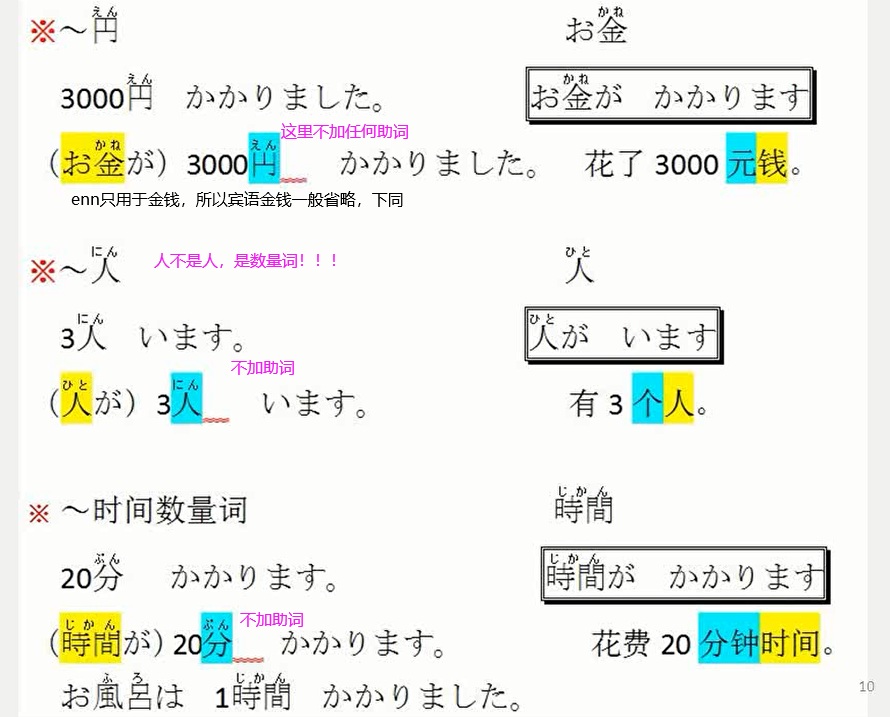 ※～円 お金
えん かね
3000円 かかりました。 お金が かかります
えん かね
这里不加任何助词
（お金が）3000円 かかりました。 花了 3000 元钱。
かね えん
enn只用于金钱，所以宾语金钱一般省略，下同
※～人 人不是人，是数量词！！！ 人
にん ひと
3人 います。 人が います
にん ひと
不加助词
（人が）3人 います。 有 3 个人。
ひと にん
※ ～时间数量词 時間
じかん
20分 かかります。 時間が かかります
ぷん じかん
不加助词
（時間が）20分 かかります。 花费 20 分钟时间。
じかん ぷん
お風呂は 1時間 かかりました。
ふろ じかん
10